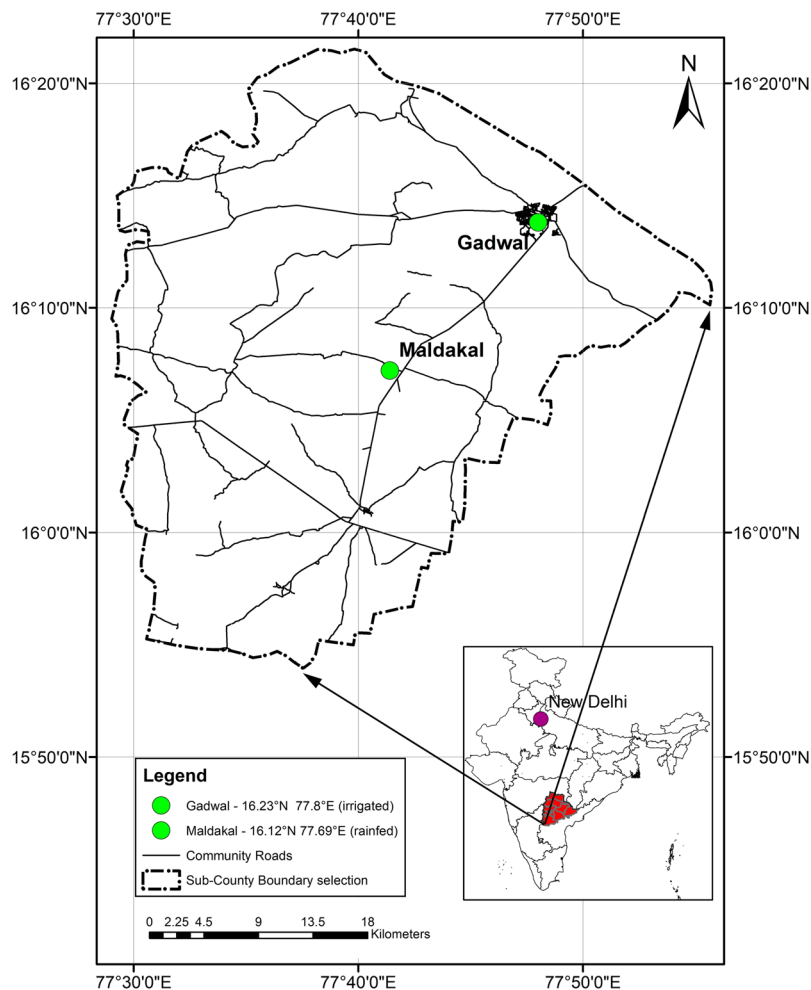 77°30'0"E 77°40'0"E 77°50'0"E
16°20'0"N 16°20'0"N
N
Gadwal
16°10'0"N 16°10'0"N
Maldakal
16°0'0"N 16°0'0"N
New Delhi
15°50'0"N 15°50'0"N
Legend
Gadwal - 16.23°N 77.8°E (irrigated)
Maldakal - 16.12°N 77.69°E (rainfed)
Community Roads
Sub-County Boundary selection
0 2.25 4.5 9 13.5 18
Kilometers
77°30'0"E 77°40'0"E 77°50'0"E